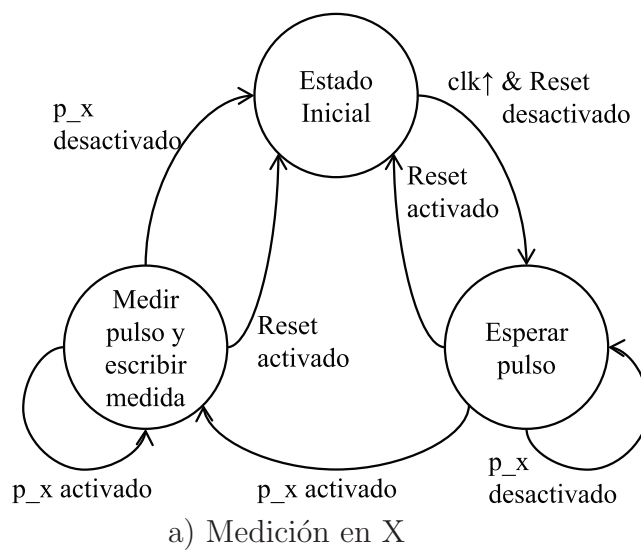 Estado
Inicial
clk↑ & Reset
desactivado
p_x
desactivado
Reset
activado
Medir
pulso y
escribir
medida
Reset
activado
Esperar
pulso
p_x activado
p_x activado
p_x
desactivado
a) Medición en X